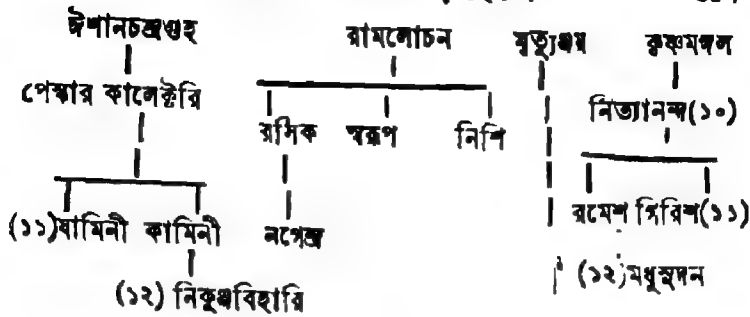 ঈশানচন্দ্রগুহ রামলোচন মৃত্যুঞ্জয় কৃষ্ণমঙ্গল
পেস্কার কালেক্টরি নিত্যানন্দ(১০)
রসিক স্বরূপ নিশি
রমেশ গিরিশ(১১)
(১১)যামিনী কামিনী নগেন্দ্র
(১২)মধুসূদন
(১২) নিকুঞ্জবিহারি